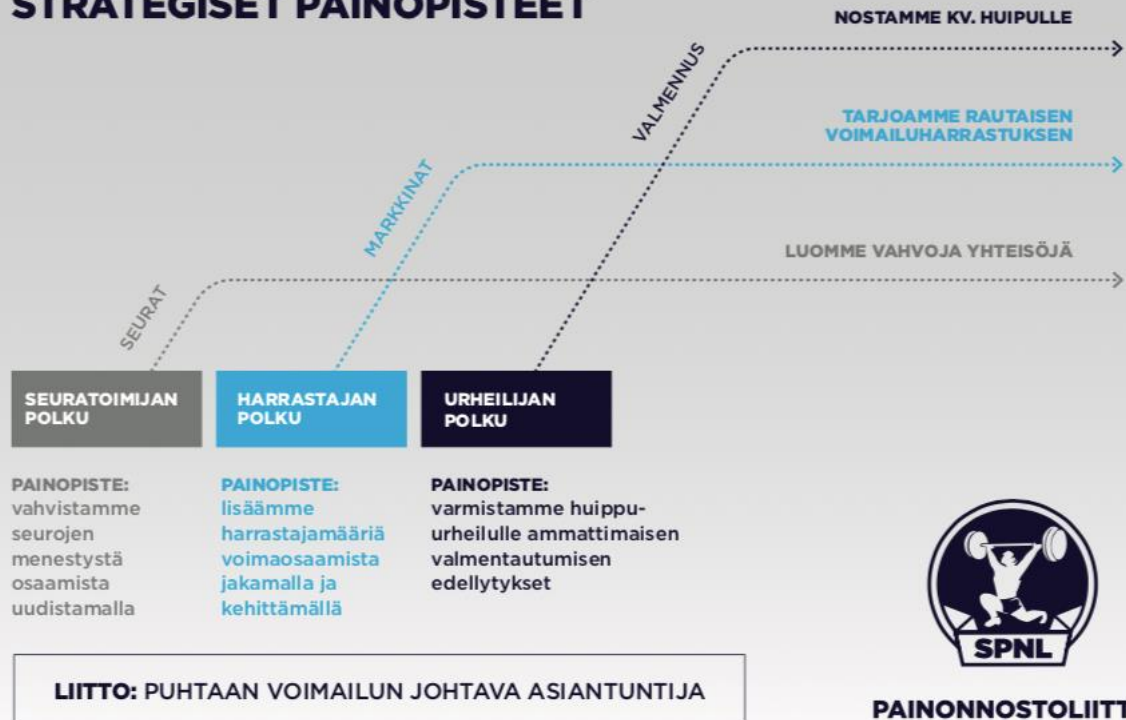 STRATEGISET PAINOPISTEET
NOSTAMME KV. HUIPULLE
VALMENNUS
TARJOAMME RAUTAISEN
VOIMAILUHARRASTUKSEN
MARKKINAT
LUOMME VAHVOJA YHTEISÖJÄ
SEURAT
SEURATOIMIJAN
POLKU
HARRASTAJAN
POLKU
URHEILIJAN
POLKU
PAINOPISTE:
vahvistamme
seurojen
menestystä
osaamista
uudistamalla
PAINOPISTE:
lisäämme
harrastajamääriä
voimaosaamista
jakamalla ja
kehittämällä
PAINOPISTE:
varmistamme huippu-
urheilulle ammattimaisen
valmentautumisen
edellytykset
SPNL
LIITTO: PUHTAAN VOIMAILUN JOHTAVA ASIANTUNTIJA
PAINONNOSTOLIITT